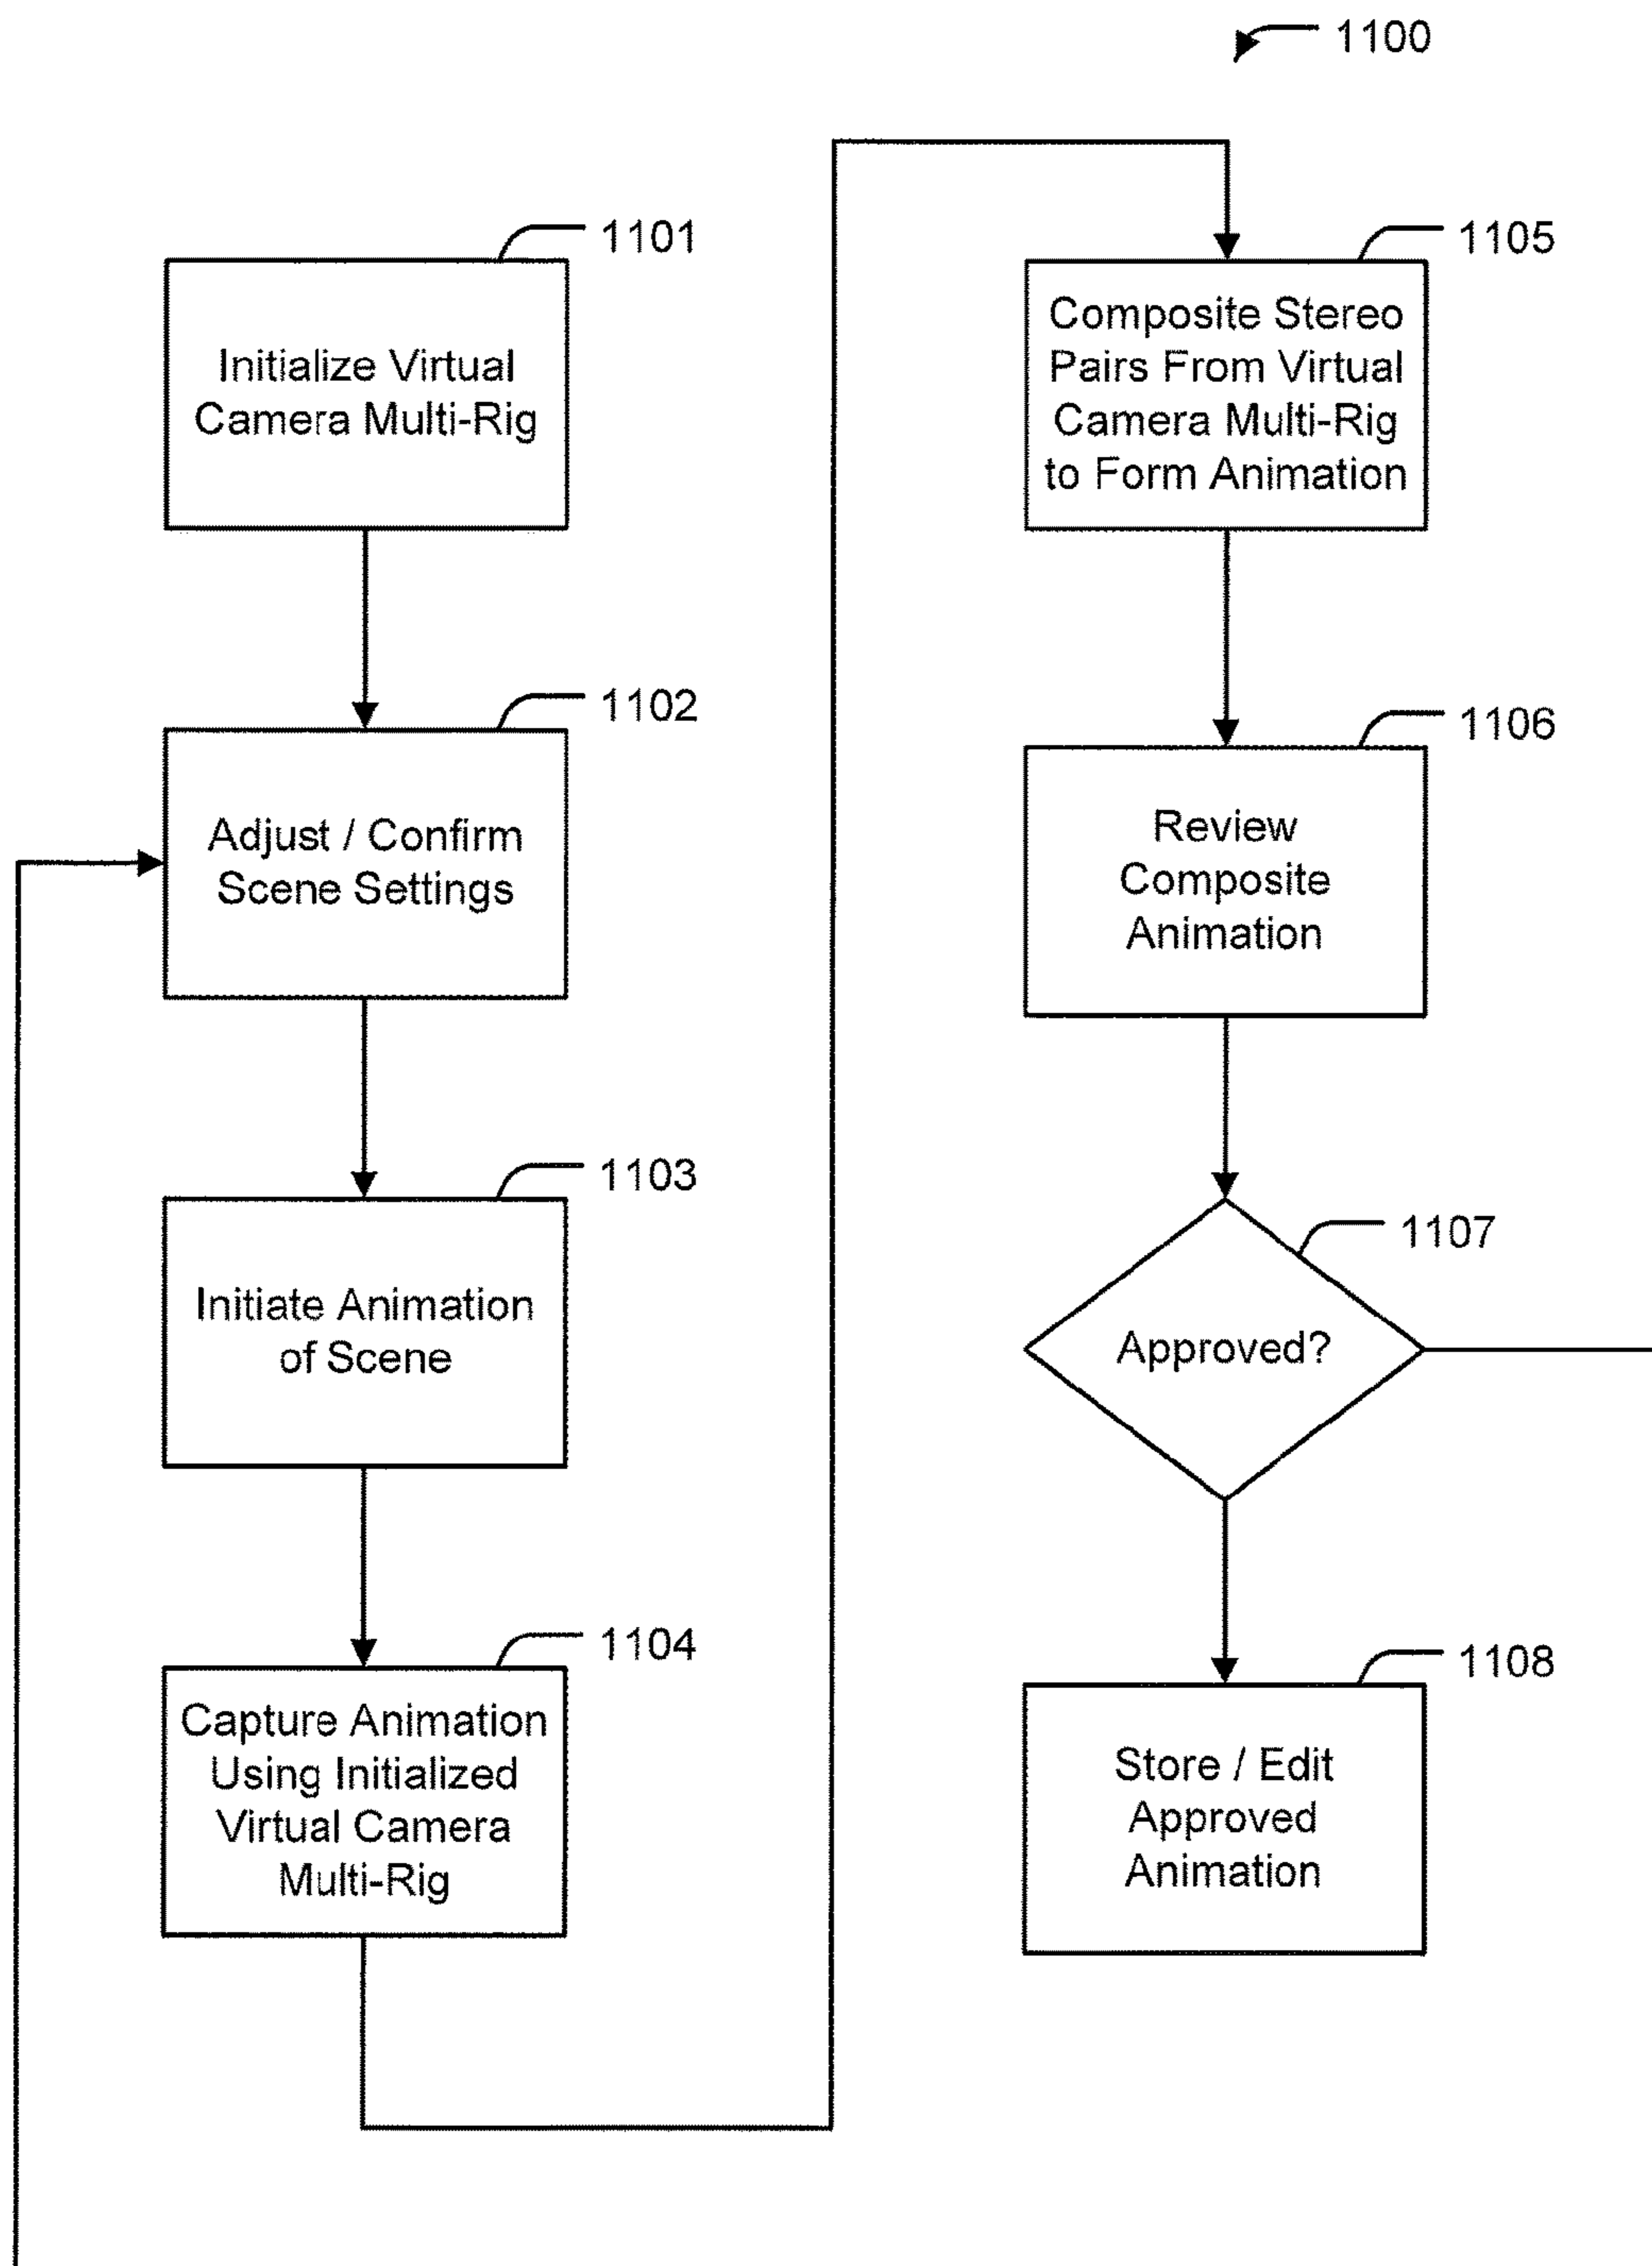 1100
1101
Initialize Virtual
Camera Multi-Rig
1102
Adjust / Confirm
Scene Settings
1103
Initiate Animation
of Scene
1104
Capture Animation
Using Initialized
Virtual Camera
Multi-Rig
1105
Composite Stereo
Pairs From Virtual
Camera Multi-Rig
to Form Animation
1106
Review
Composite
Animation
1107
Approved?
1108
Store / Edit
Approved
Animation